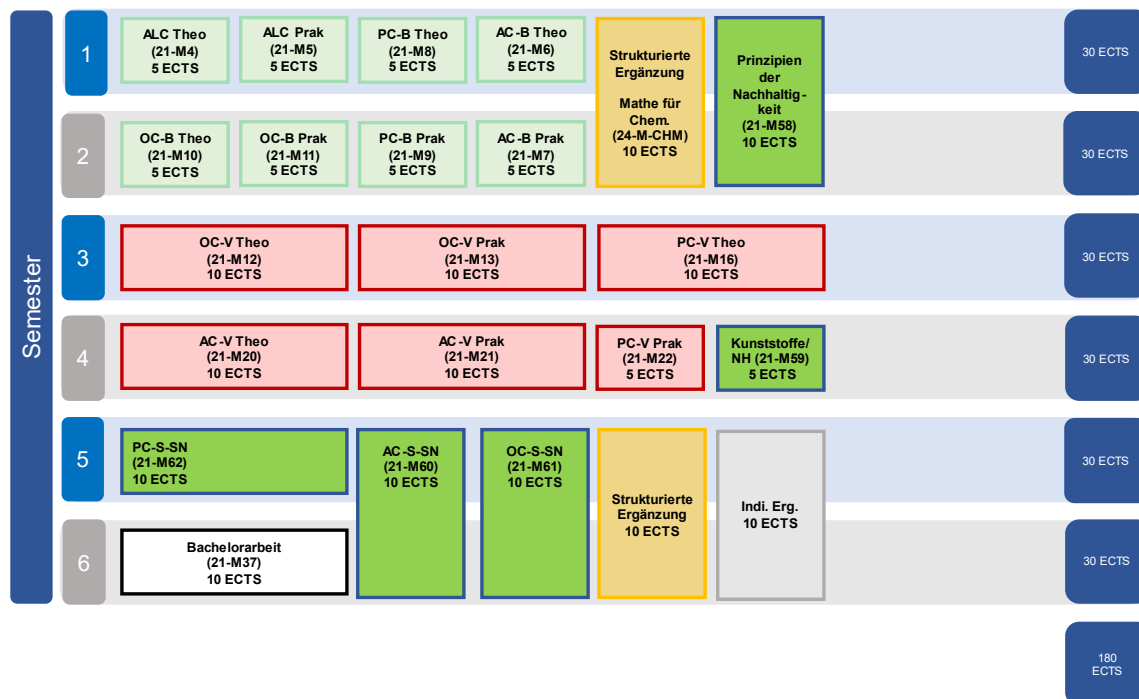 Semester
1
ALC Theo
(21-M4)
5 ECTS
ALC Prak
(21-M5)
5 ECTS
PC-B Theo
(21-M8)
5 ECTS
AC-B Theo
(21-M6)
5 ECTS
Strukturierte
Ergänzung
Mathe für
Chem.
(24-M-CHM)
10 ECTS
Prinzipien
der
Nachhaltig-
keit
(21-M58)
10 ECTS
30 ECTS
2
OC-B Theo
(21-M10)
5 ECTS
OC-B Prak
(21-M11)
5 ECTS
PC-B Prak
(21-M9)
5 ECTS
AC-B Prak
(21-M7)
5 ECTS
30 ECTS
3
OC-V Theo
(21-M12)
10 ECTS
OC-V Prak
(21-M13)
10 ECTS
PC-V Theo
(21-M16)
10 ECTS
30 ECTS
4
AC-V Theo
(21-M20)
10 ECTS
AC-V Prak
(21-M21)
10 ECTS
PC-V Prak
(21-M22)
5 ECTS
Kunststoffe/
NH (21-M59)
5 ECTS
30 ECTS
5
PC-S-SN
(21-M62)
10 ECTS
AC-S-SN
(21-M60)
10 ECTS
OC-S-SN
(21-M61)
10 ECTS
Strukturierte
Ergänzung
10 ECTS
Indi. Erg.
10 ECTS
30 ECTS
6
Bachelorarbeit
(21-M37)
10 ECTS
30 ECTS
180
ECTS